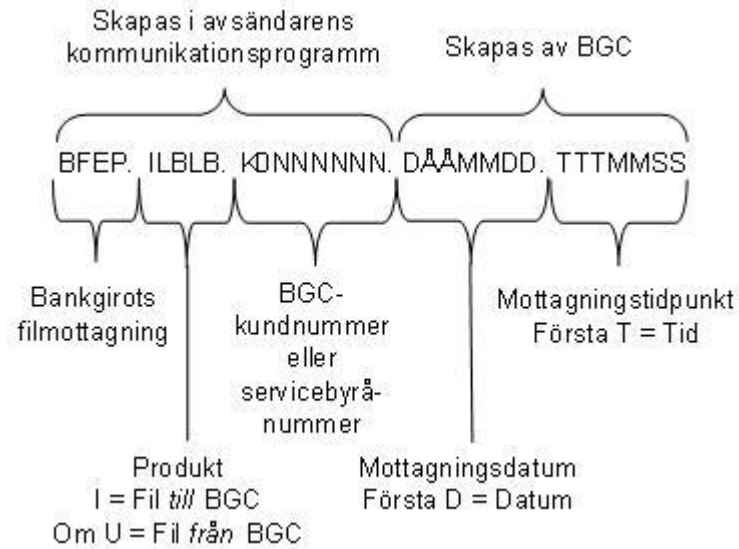 Skapas i avsändarens
kommunikationsprogramm
Skapas av BGC
BFEP. ILBLB. K0NNNNNN. DÅÅMMDD. TTTMMSS
Bankgirots
filmottagning
BGC-
kundnummer
eller
servicebyrå-
nummer
Mottagningstidpunkt
Första T = Tid
Produkt
I = Fil till BGC
Om U = Fil från BGC
Mottagningsdatum
Första D = Datum